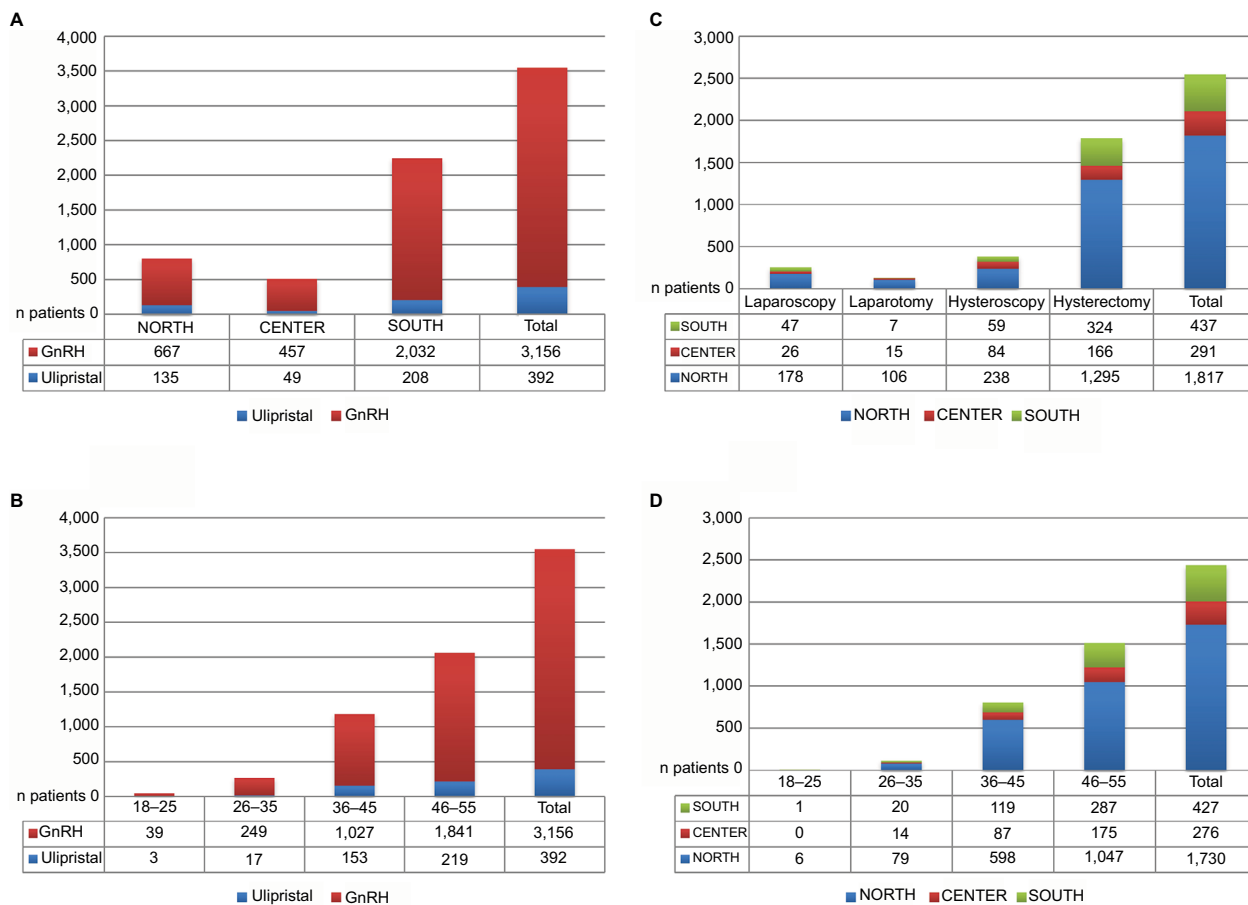 A
4,000
3,500
3,000
2,500
2,000
1,500
1,000
500
n patients 0
NORTH CENTER SOUTH Total
GnRH 667 457 2,032 3,156
Ulipristal 135 49 208 392
Ulipristal GnRH
B
4,000
3,500
3,000
2,500
2,000
1,500
1,000
500
n patients 0
18–25 26–35 36–45 46–55 Total
GnRH 39 249 1,027 1,841 3,156
Ulipristal 3 17 153 219 392
Ulipristal GnRH
C
3,000
2,500
2,000
1,500
1,000
500
n patients 0
Laparoscopy Laparotomy Hysteroscopy Hysterectomy Total
SOUTH 47 7 59 324 437
CENTER 26 15 84 166 291
NORTH 178 106 238 1,295 1,817
NORTH CENTER SOUTH
D
3,000
2,500
2,000
1,500
1,000
500
n patients 0
18–25 26–35 36–45 46–55 Total
SOUTH 1 20 119 287 427
CENTER 0 14 87 175 276
NORTH 6 79 598 1,047 1,730
NORTH CENTER SOUTH